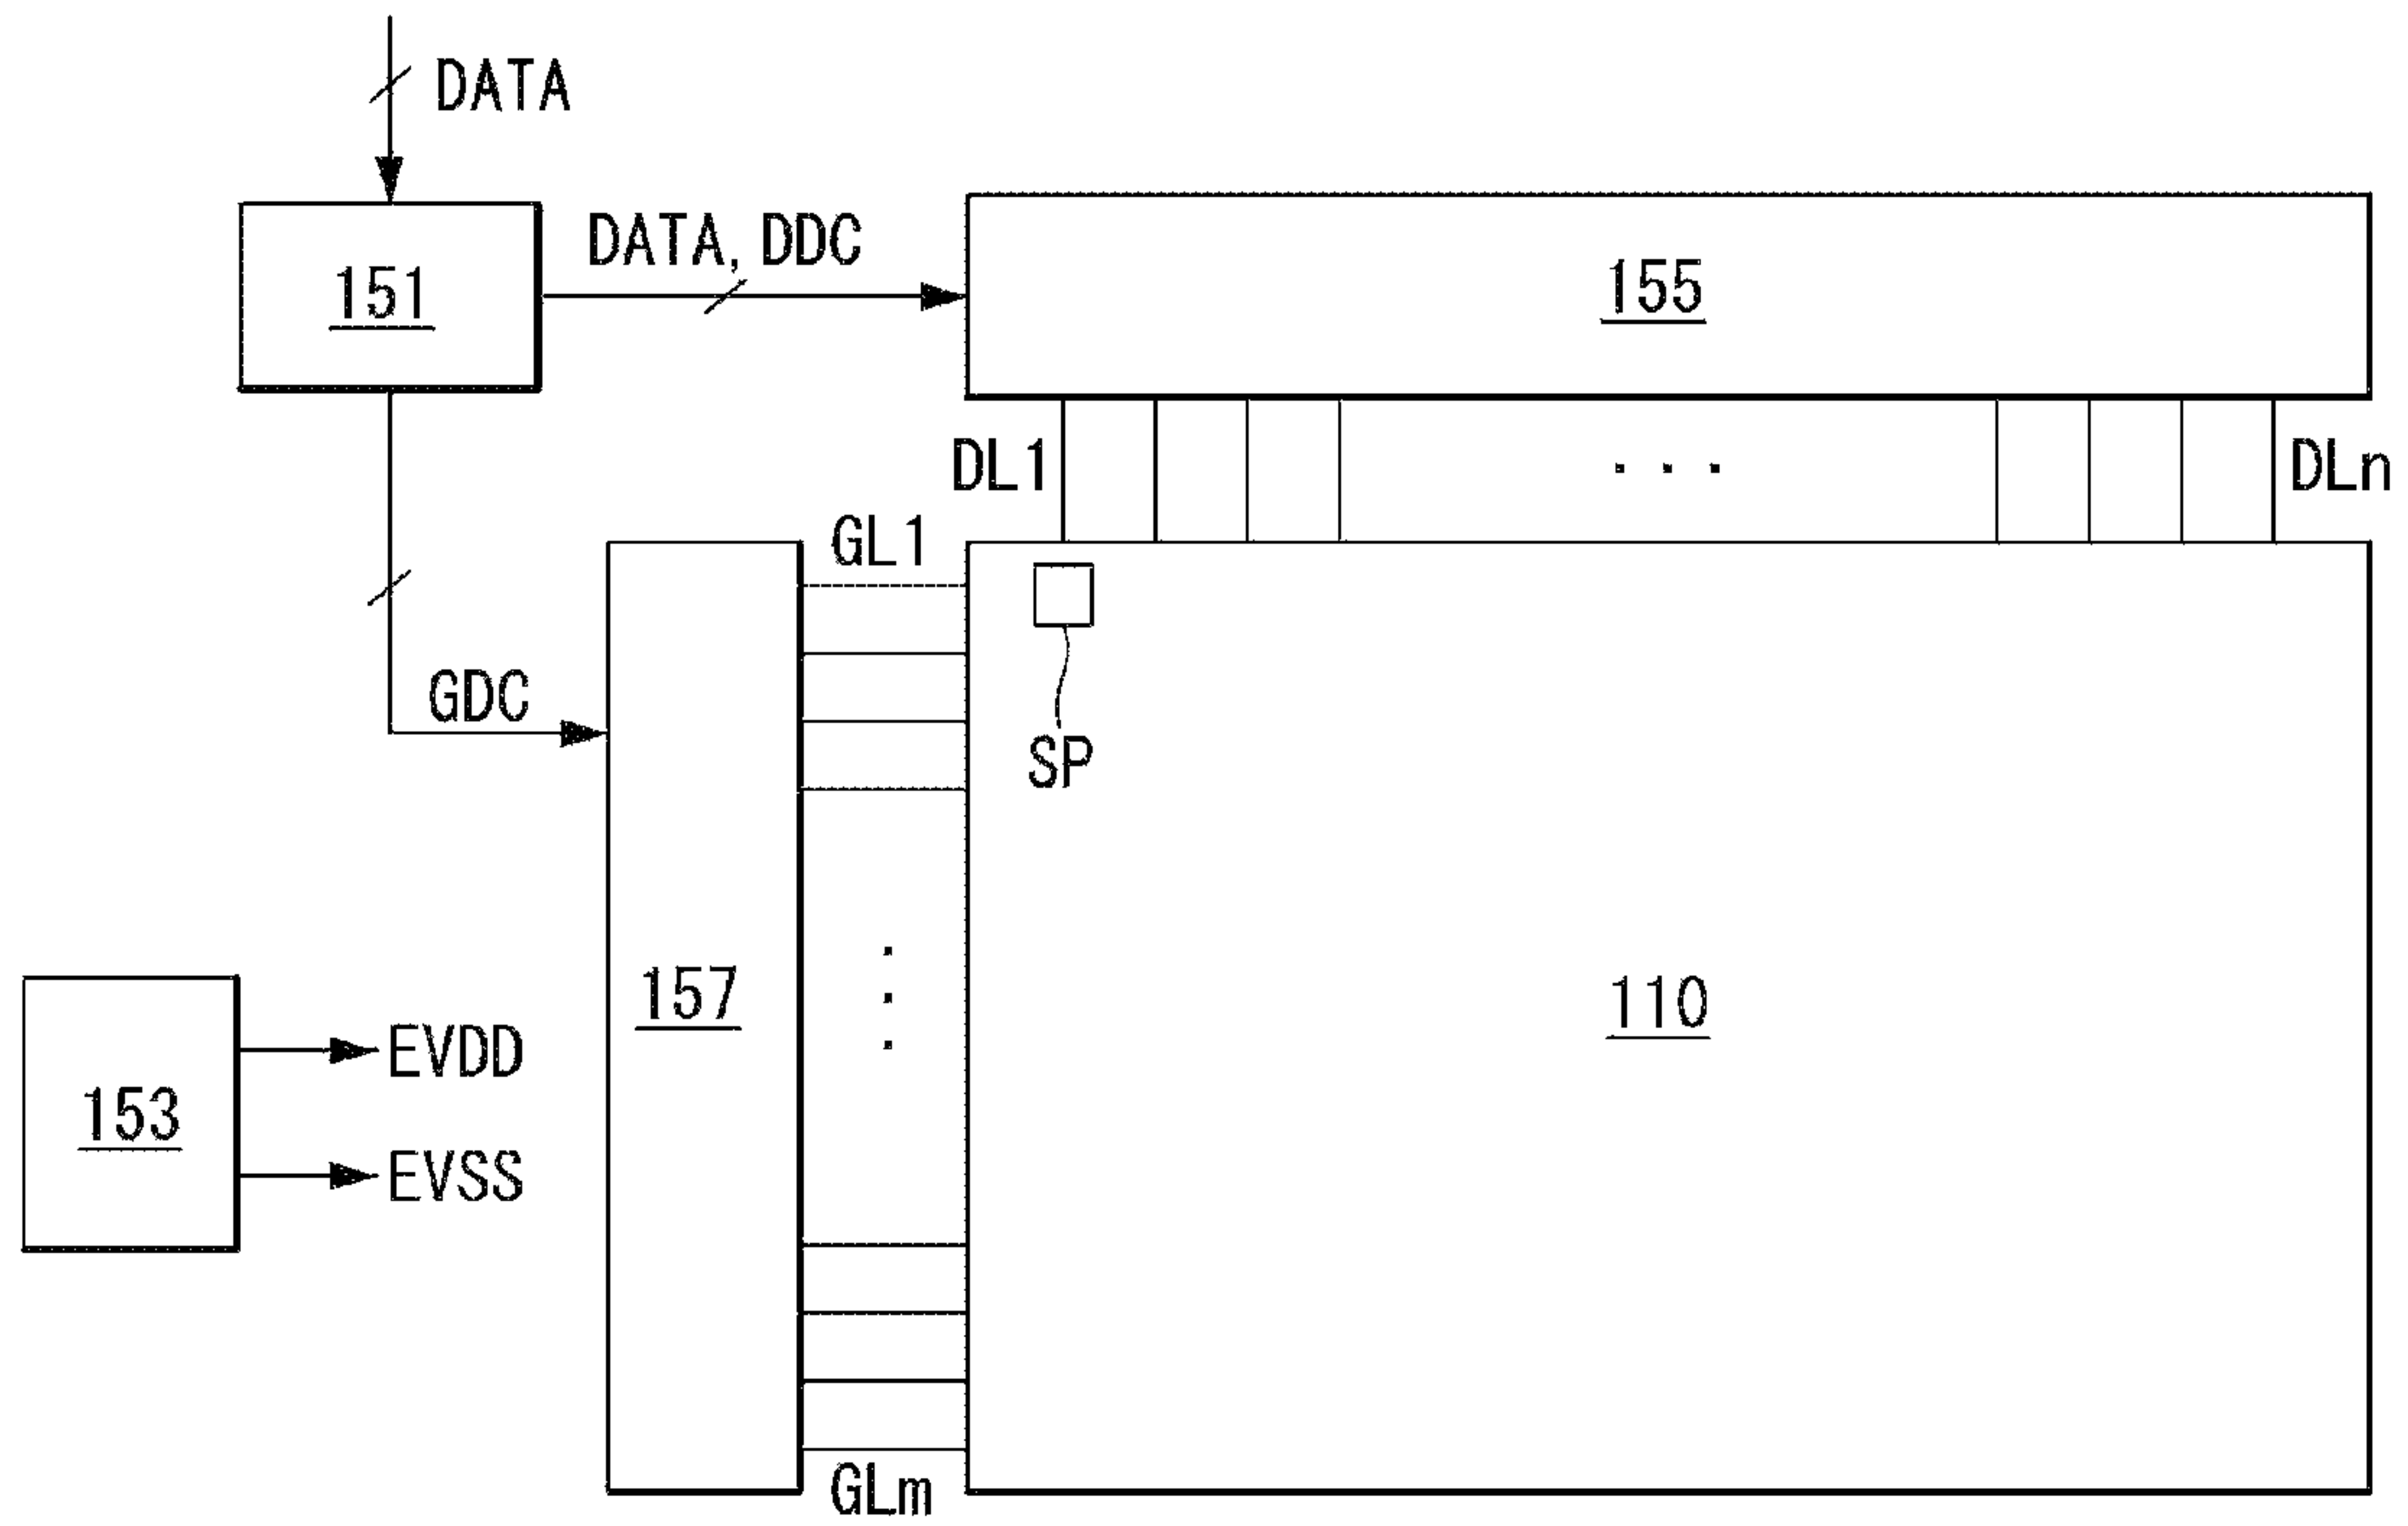 DATA
DATA, DDC
151
155
DL1
DLn
GL1
GDC
SP
157
110
EVDD
153
EVSS
GLm